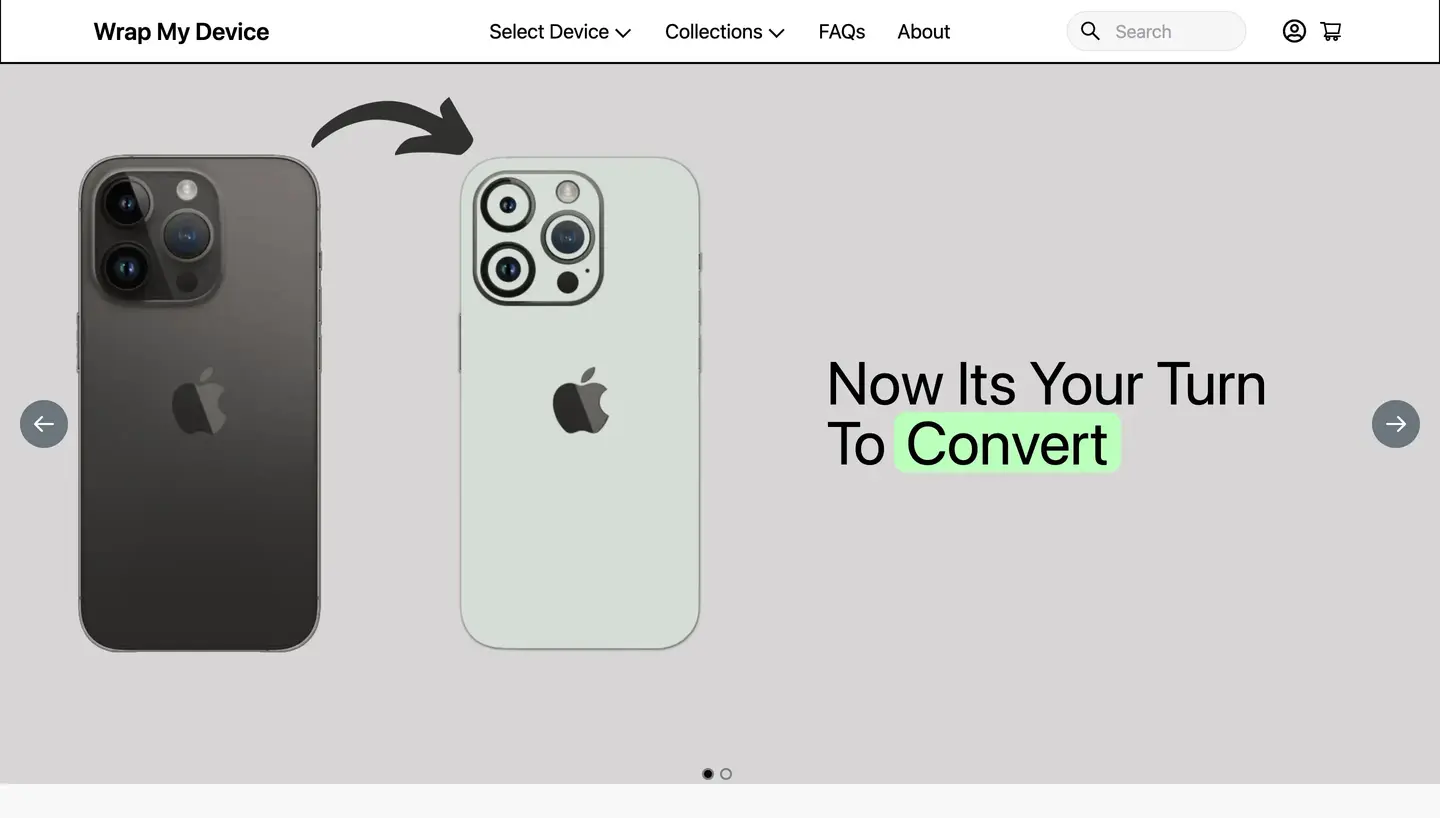 Wrap My Device
Select Device
Collections
FAQs
About
Search
Now Its Your Turn
To Convert